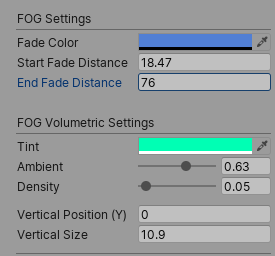 FOG Settings
Fade Color
Start Fade Distance 18.47
End Fade Distance 76
FOG Volumetric Settings
Tint
Ambient 0.63
Density 0.05
Vertical Position (Y) 0
Vertical Size 10.9